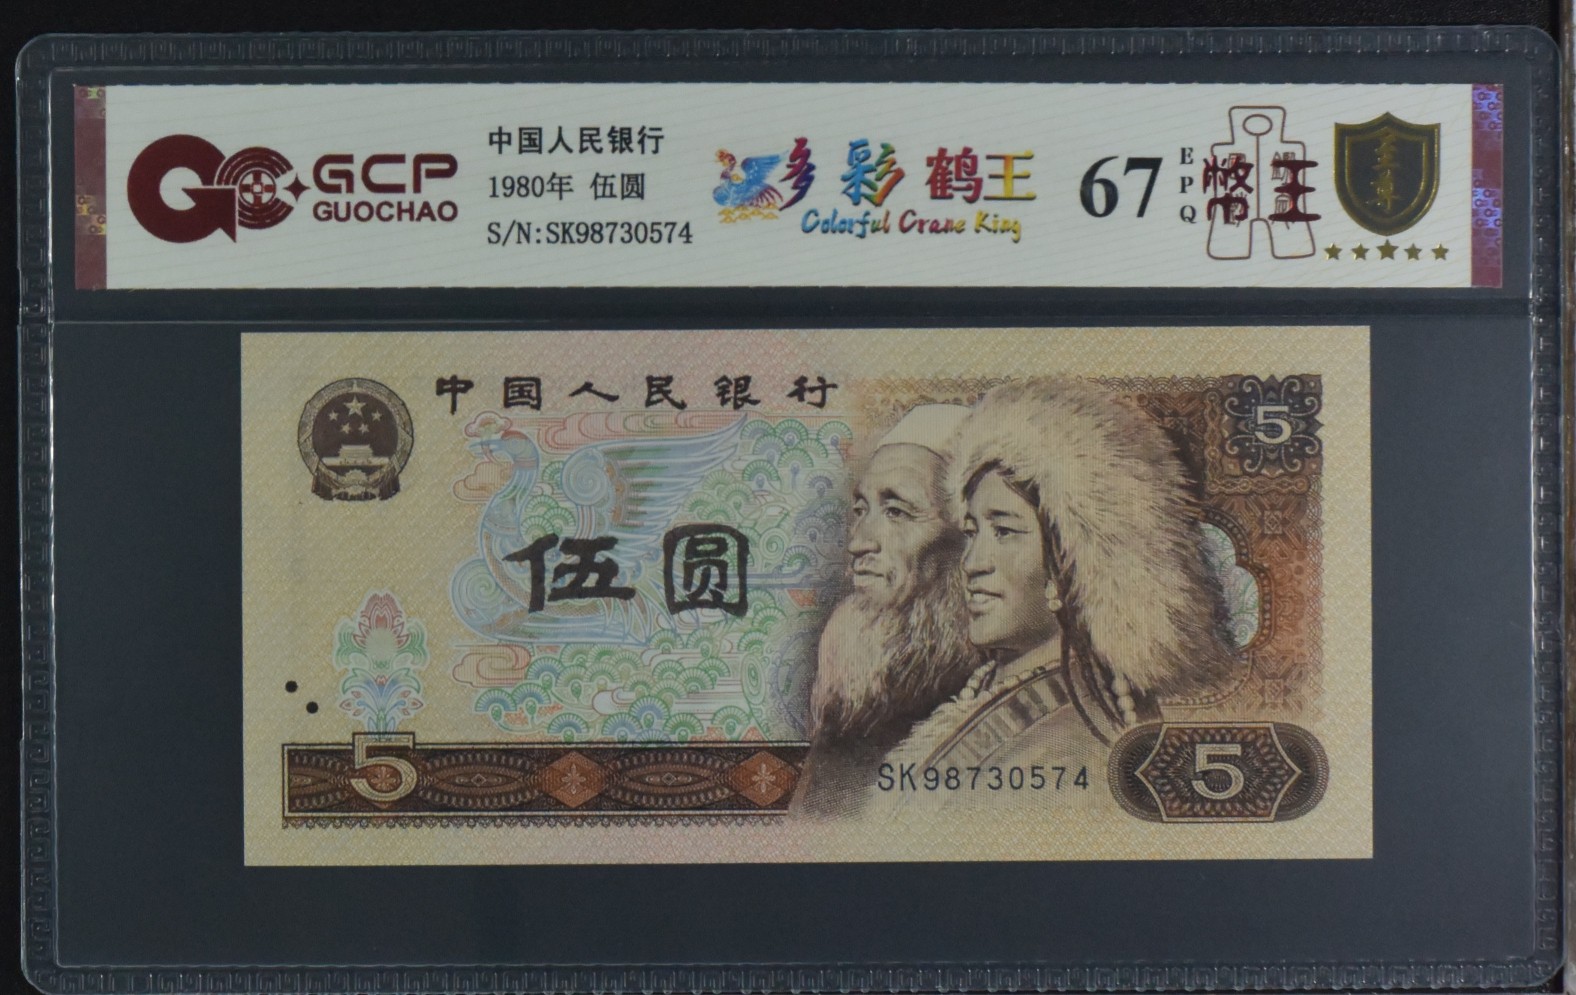 GCP
GUOCHAO
中国人民银行
1980年 伍圆
S/N:SK98730574
多彩鹤王
Colorful Crane King
67
EPQ
币王
至尊
中国人民银行
5
伍圆
5
SK98730574
5